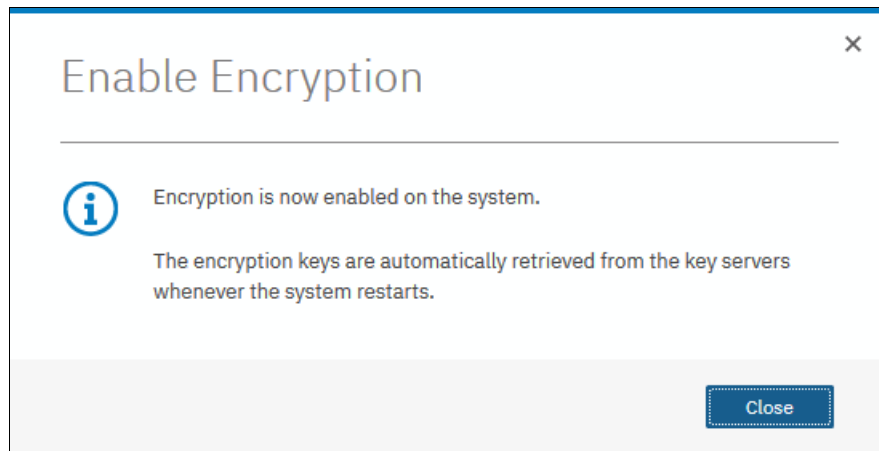 Enable Encryption
Encryption is now enabled on the system.
The encryption keys are automatically retrieved from the key servers
whenever the system restarts.
Close